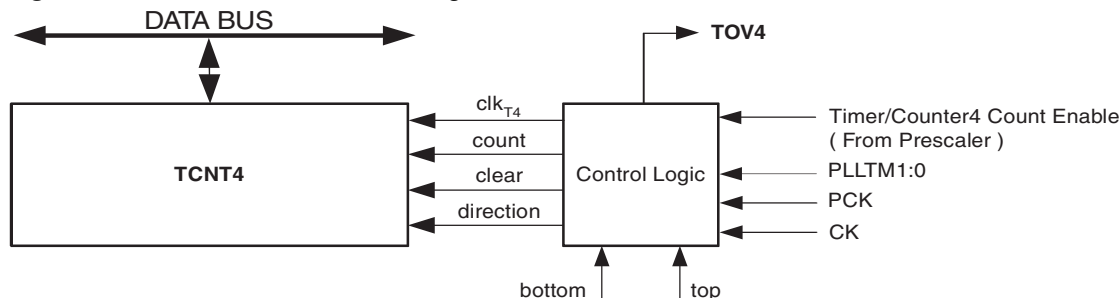 DATA BUS
TOV4
clkT4
count
clear
direction
TCNT4
Control Logic
Timer/Counter4 Count Enable
( From Prescaler )
PLLTM1:0
PCK
CK
bottom
top